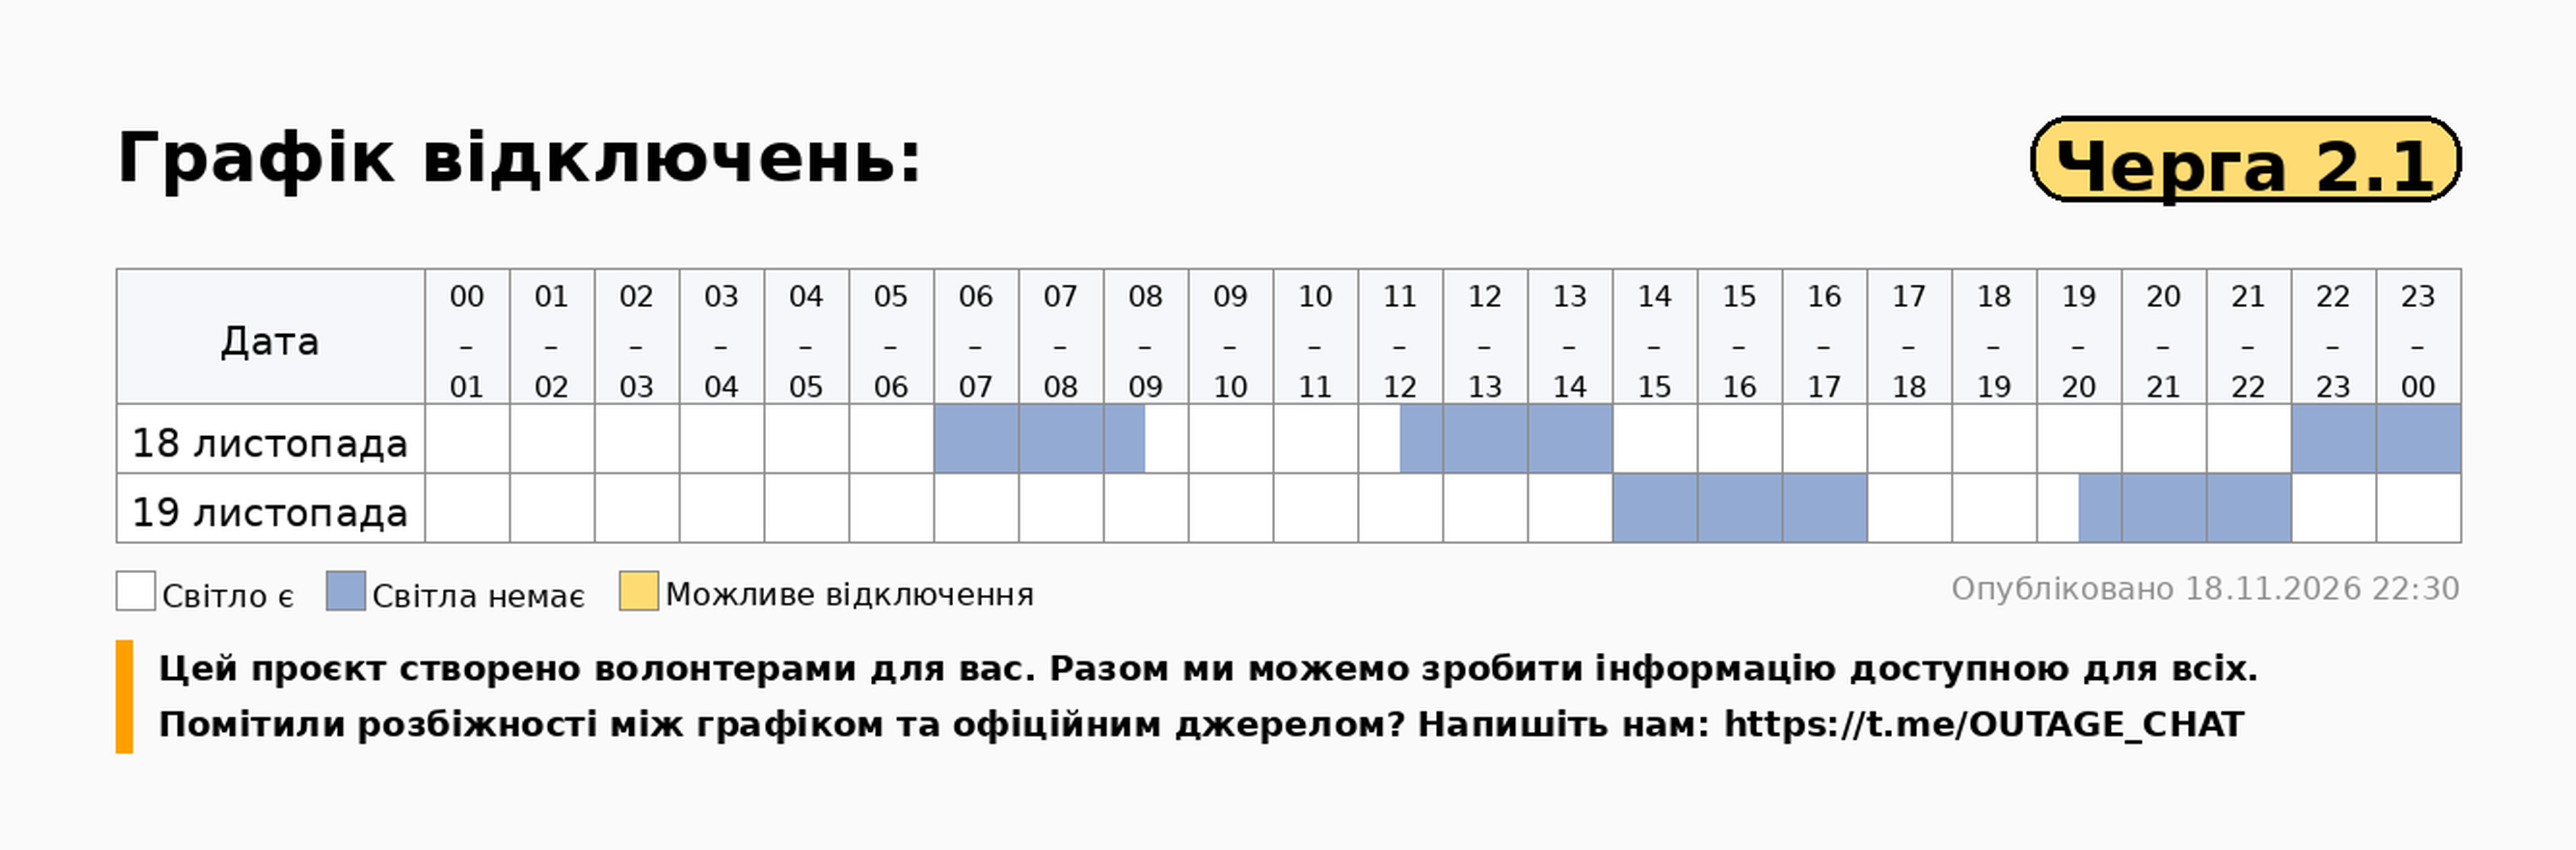 Графік відключень:
Черга 2.1
Дата
00 – 01
01 – 02
02 – 03
03 – 04
04 – 05
05 – 06
06 – 07
07 – 08
08 – 09
09 – 10
10 – 11
11 – 12
12 – 13
13 – 14
14 – 15
15 – 16
16 – 17
17 – 18
18 – 19
19 – 20
20 – 21
21 – 22
22 – 23
23 – 00
18 листопада
19 листопада
Світло є
Світла немає
Можливе відключення
Опубліковано 18.11.2026 22:30
Цей проєкт створено волонтерами для вас. Разом ми можемо зробити інформацію доступною для всіх.
Помітили розбіжності між графіком та офіційним джерелом? Напишіть нам: https://t.me/OUTAGE_CHAT